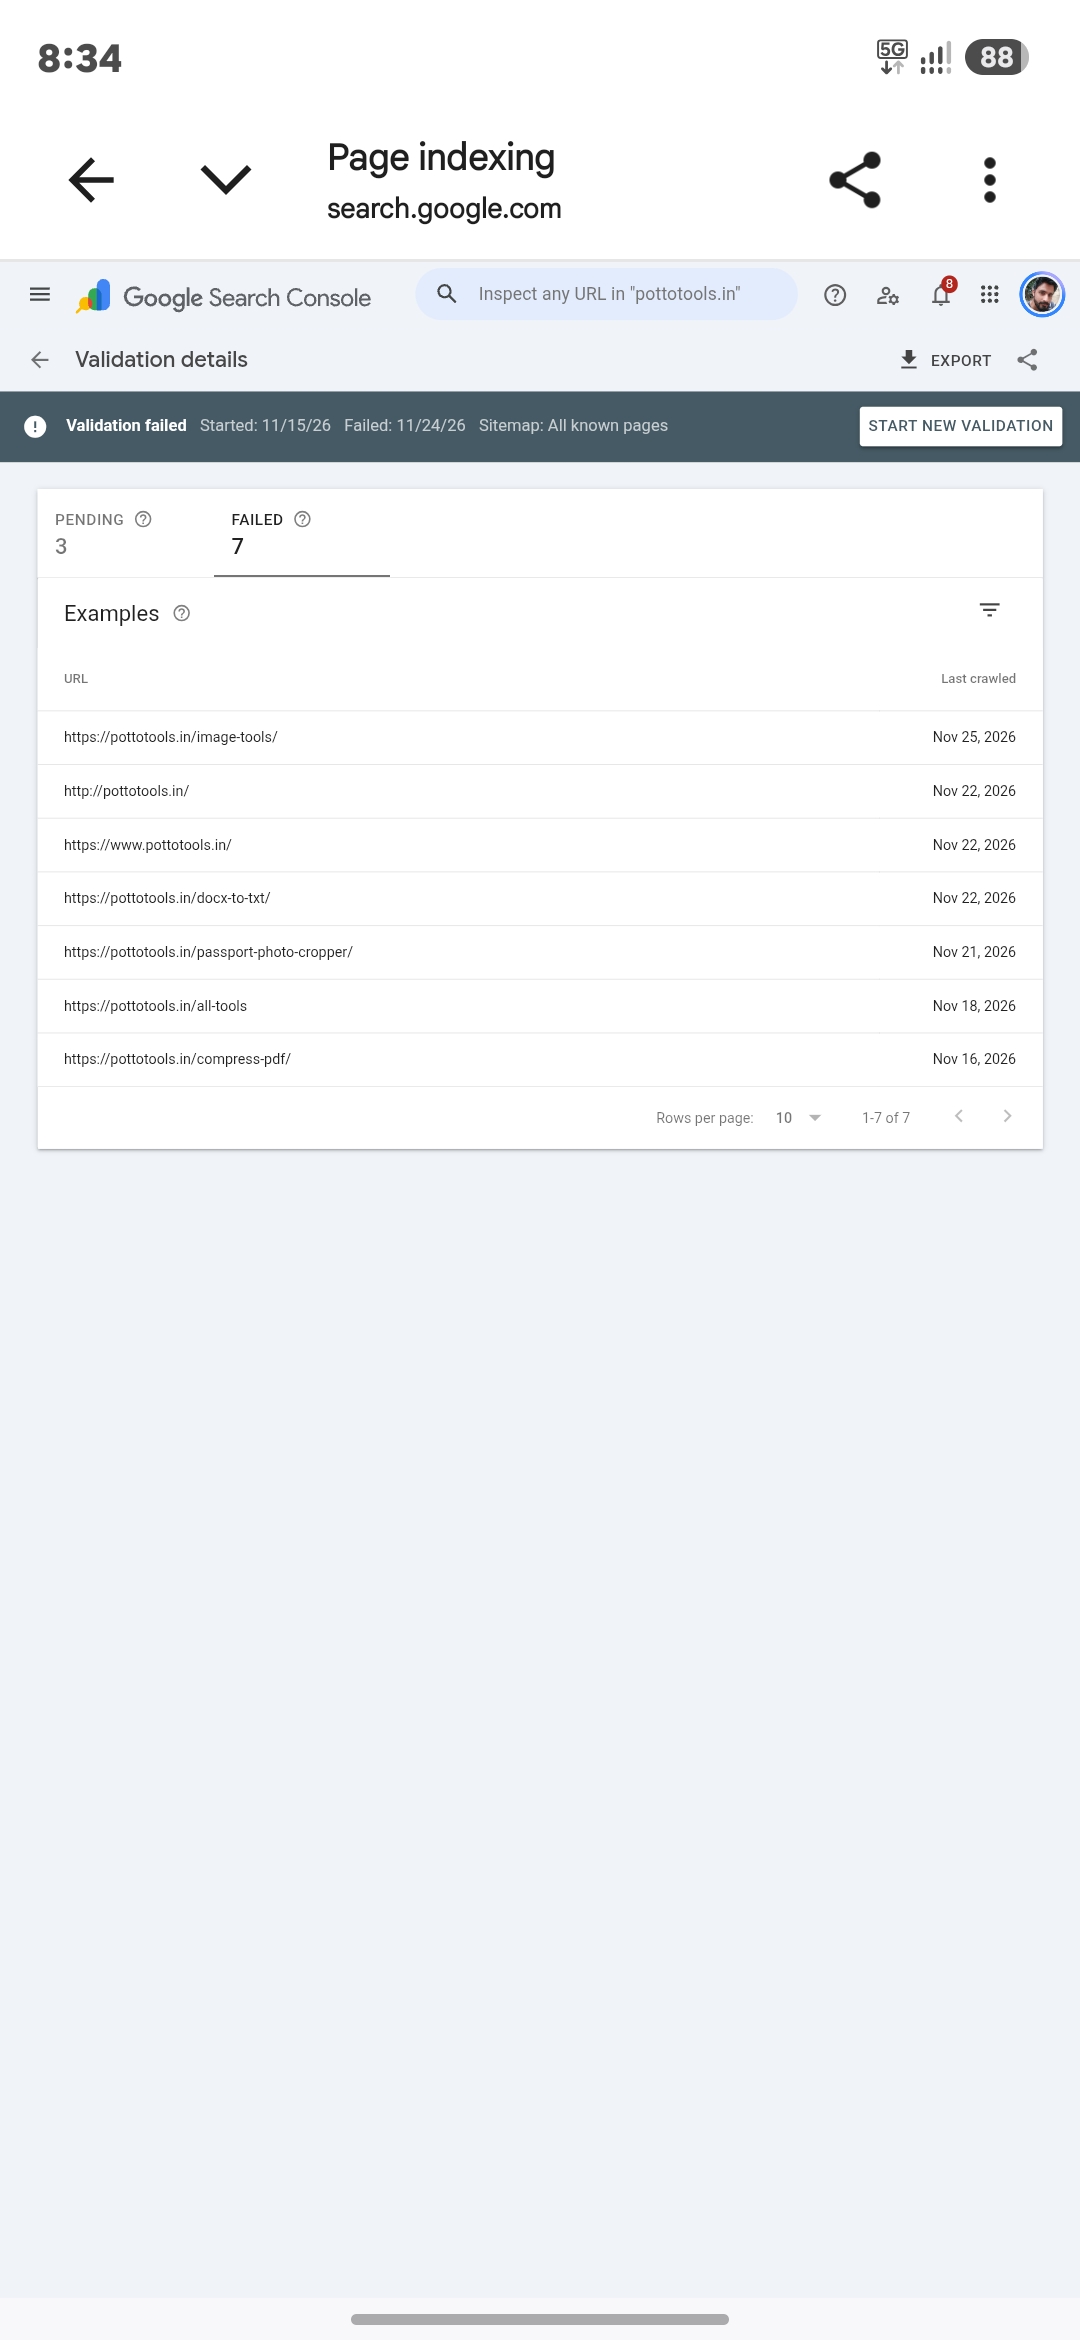 8:34
5G
88
Page indexing
search.google.com
Google Search Console
Inspect any URL in "pottotools.in"
8
Validation details
EXPORT
Validation failed Started: 11/15/26 Failed: 11/24/26 Sitemap: All known pages
START NEW VALIDATION
PENDING
3
FAILED
7
Examples
URL Last crawled
https://pottotools.in/image-tools/ Nov 25, 2026
http://pottotools.in/ Nov 22, 2026
https://www.pottotools.in/ Nov 22, 2026
https://pottotools.in/docx-to-txt/ Nov 22, 2026
https://pottotools.in/passport-photo-cropper/ Nov 21, 2026
https://pottotools.in/all-tools Nov 18, 2026
https://pottotools.in/compress-pdf/ Nov 16, 2026
Rows per page: 10 1-7 of 7